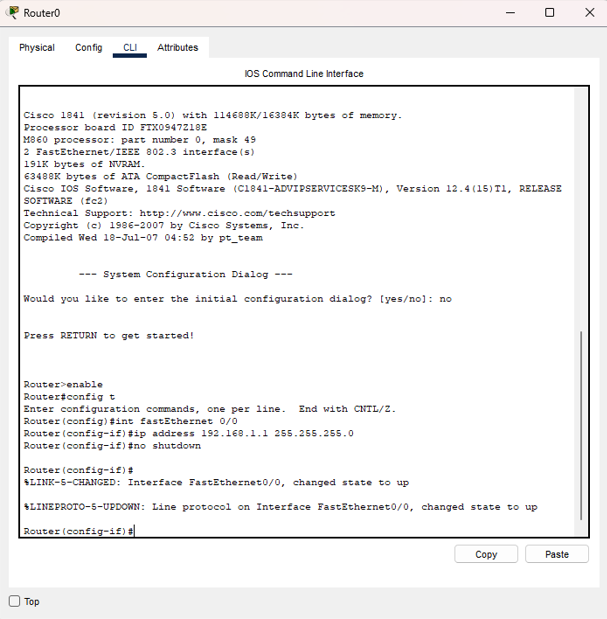 Router0
Physical Config CLI Attributes
IOS Command Line Interface
Cisco 1841 (revision 5.0) with 114688K/16384K bytes of memory.
Processor board ID FTX0947Z18E
M860 processor: part number 0, mask 49
2 FastEthernet/IEEE 802.3 interface(s)
191K bytes of NVRAM.
63488K bytes of ATA CompactFlash (Read/Write)
Cisco IOS Software, 1841 Software (C1841-ADVIPSERVICESK9-M), Version 12.4(15)T1, RELEASE
SOFTWARE (fc2)
Technical Support: http://www.cisco.com/techsupport
Copyright (c) 1986-2007 by Cisco Systems, Inc.
Compiled Wed 18-Jul-07 04:52 by pt_team
--- System Configuration Dialog ---
Would you like to enter the initial configuration dialog? [yes/no]: no
Press RETURN to get started!
Router>enable
Router#config t
Enter configuration commands, one per line. End with CNTL/Z.
Router(config)#int fastEthernet 0/0
Router(config-if)#ip address 192.168.1.1 255.255.255.0
Router(config-if)#no shutdown
Router(config-if)#
%LINK-5-CHANGED: Interface FastEthernet0/0, changed state to up
%LINEPROTO-5-UPDOWN: Line protocol on Interface FastEthernet0/0, changed state to up
Router(config-if)#
Copy Paste
Top